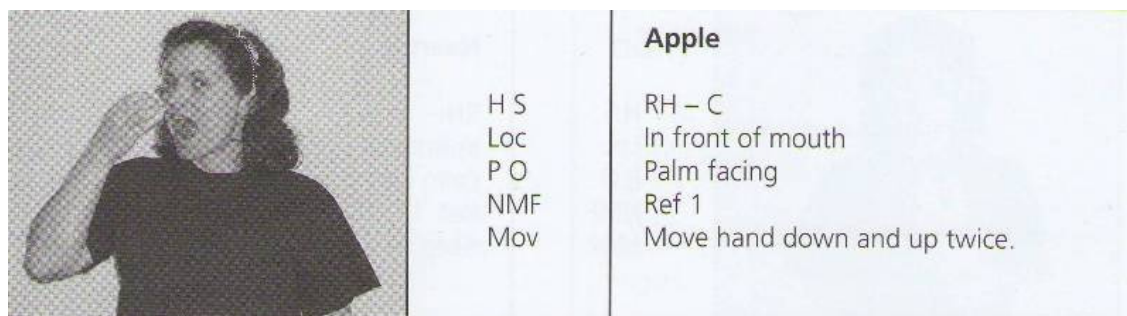 Apple
H S RH – C
Loc In front of mouth
P O Palm facing
NMF Ref 1
Mov Move hand down and up twice.